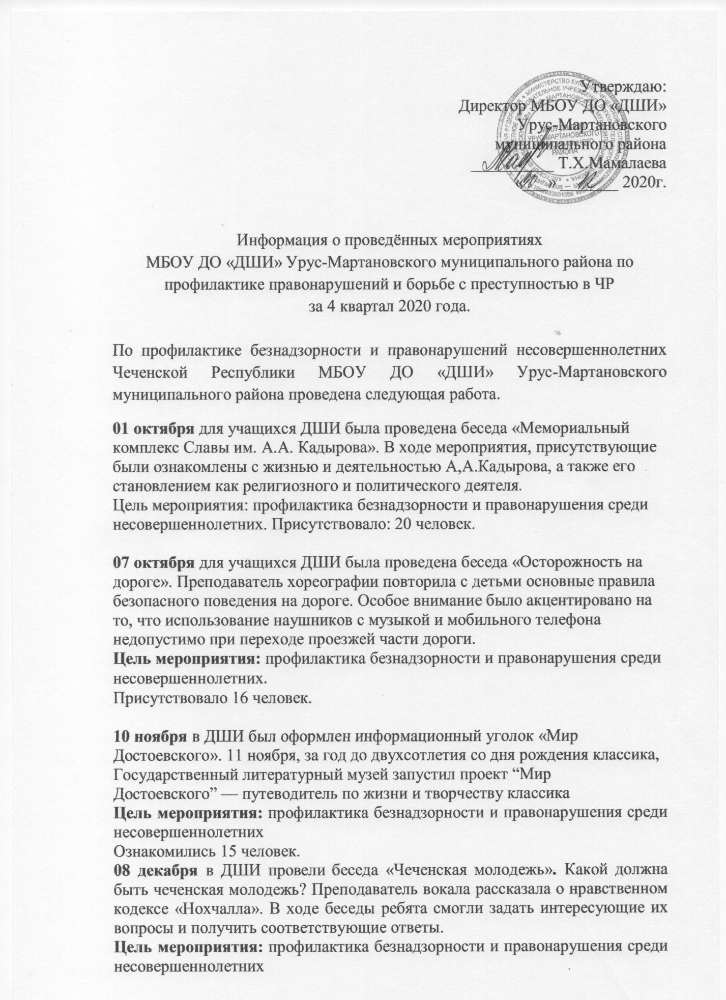 Утверждаю:
Директор МБОУ ДО «ДШИ»
Урус-Мартановского
муниципального района
Т.Х.Мамалаева
«10» 12 2020г.
УРУС-МАРТАНОВСКОГО
РАЙОНА
Информация о проведённых мероприятиях
МБОУ ДО «ДШИ» Урус-Мартановского муниципального района по
профилактике правонарушений и борьбе с преступностью в ЧР
за 4 квартал 2020 года.
По профилактике безнадзорности и правонарушений несовершеннолетних
Чеченской Республики МБОУ ДО «ДШИ» Урус-Мартановского
муниципального района проведена следующая работа.
01 октября для учащихся ДШИ была проведена беседа «Мемориальный
комплекс Славы им. А.А. Кадырова». В ходе мероприятия, присутствующие
были ознакомлены с жизнью и деятельностью А,А.Кадырова, а также его
становлением как религиозного и политического деятеля.
Цель мероприятия: профилактика безнадзорности и правонарушения среди
несовершеннолетних. Присутствовало: 20 человек.
07 октября для учащихся ДШИ была проведена беседа «Осторожность на
дороге». Преподаватель хореографии повторила с детьми основные правила
безопасного поведения на дороге. Особое внимание было акцентировано на
то, что использование наушников с музыкой и мобильного телефона
недопустимо при переходе проезжей части дороги.
Цель мероприятия: профилактика безнадзорности и правонарушения среди
несовершеннолетних.
Присутствовало 16 человек.
10 ноября в ДШИ был оформлен информационный уголок «Мир
Достоевского». 11 ноября, за год до двухсотлетия со дня рождения классика,
Государственный литературный музей запустил проект “Мир
Достоевского” — путеводитель по жизни и творчеству классика
Цель мероприятия: профилактика безнадзорности и правонарушения среди
несовершеннолетних
Ознакомились 15 человек.
08 декабря в ДШИ провели беседа «Чеченская молодежь». Какой должна
быть чеченская молодежь? Преподаватель вокала рассказала о нравственном
кодексе «Нохчалла». В ходе беседы ребята смогли задать интересующие их
вопросы и получить соответствующие ответы.
Цель мероприятия: профилактика безнадзорности и правонарушения среди
несовершеннолетних